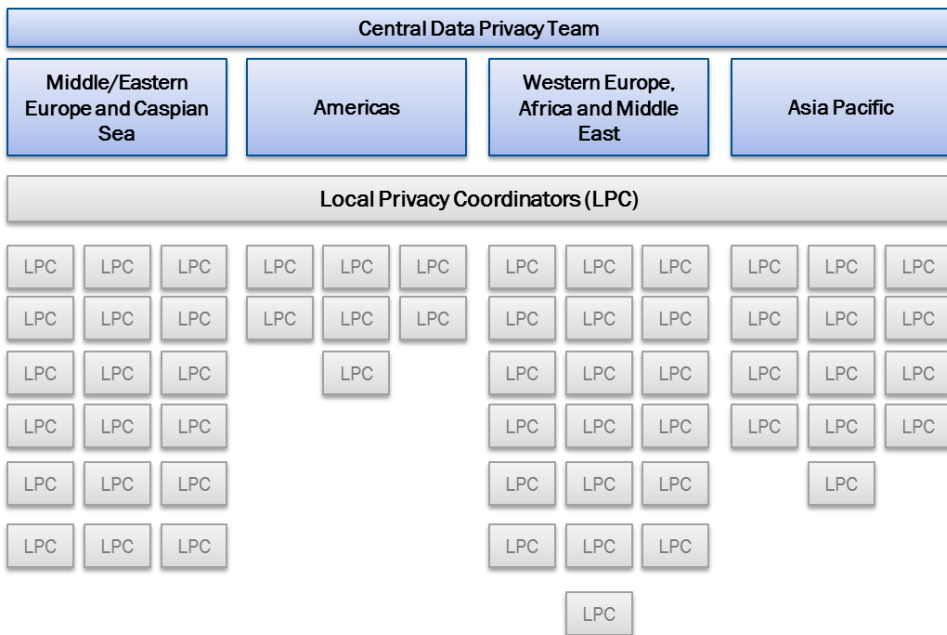 Central Data Privacy Team
Middle/Eastern
Europe and Caspian
Sea
Americas
Western Europe,
Africa and Middle
East
Asia Pacific
Local Privacy Coordinators (LPC)
LPC LPC LPC LPC LPC LPC LPC LPC LPC LPC LPC LPC
LPC LPC LPC LPC LPC LPC LPC LPC LPC LPC LPC LPC
LPC LPC LPC LPC LPC LPC LPC LPC LPC LPC
LPC LPC LPC LPC LPC LPC LPC LPC LPC
LPC LPC LPC LPC LPC LPC LPC
LPC LPC LPC LPC LPC LPC
LPC